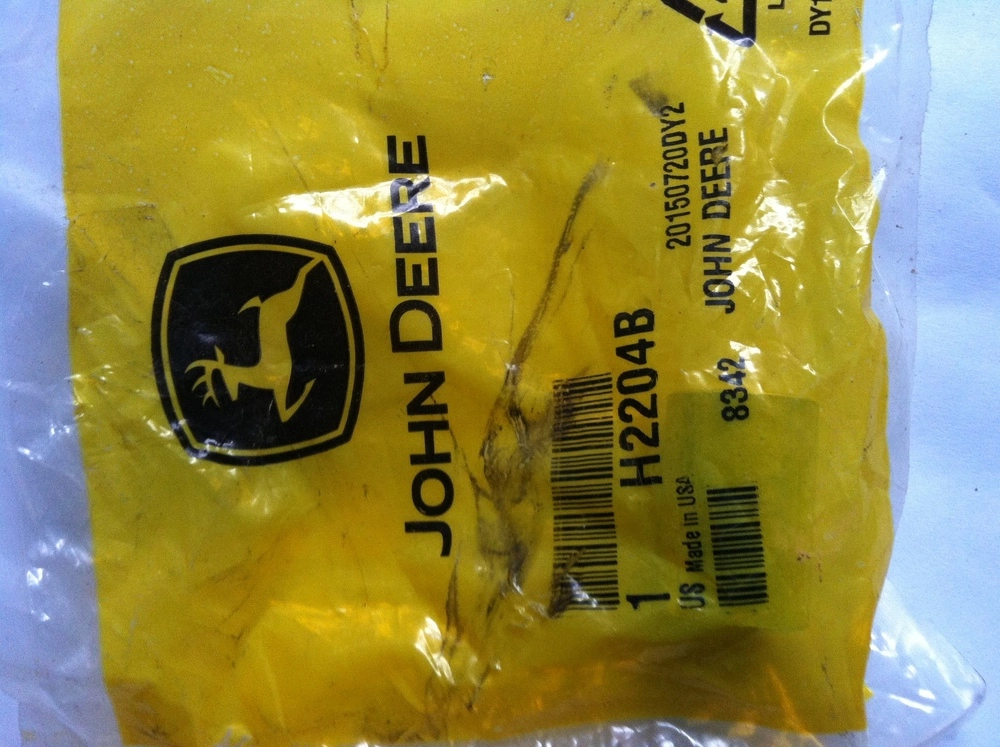 JOHN DEERE
H2204B
1
US Made in USA
20150720DY2
8342 JOHN DEERE